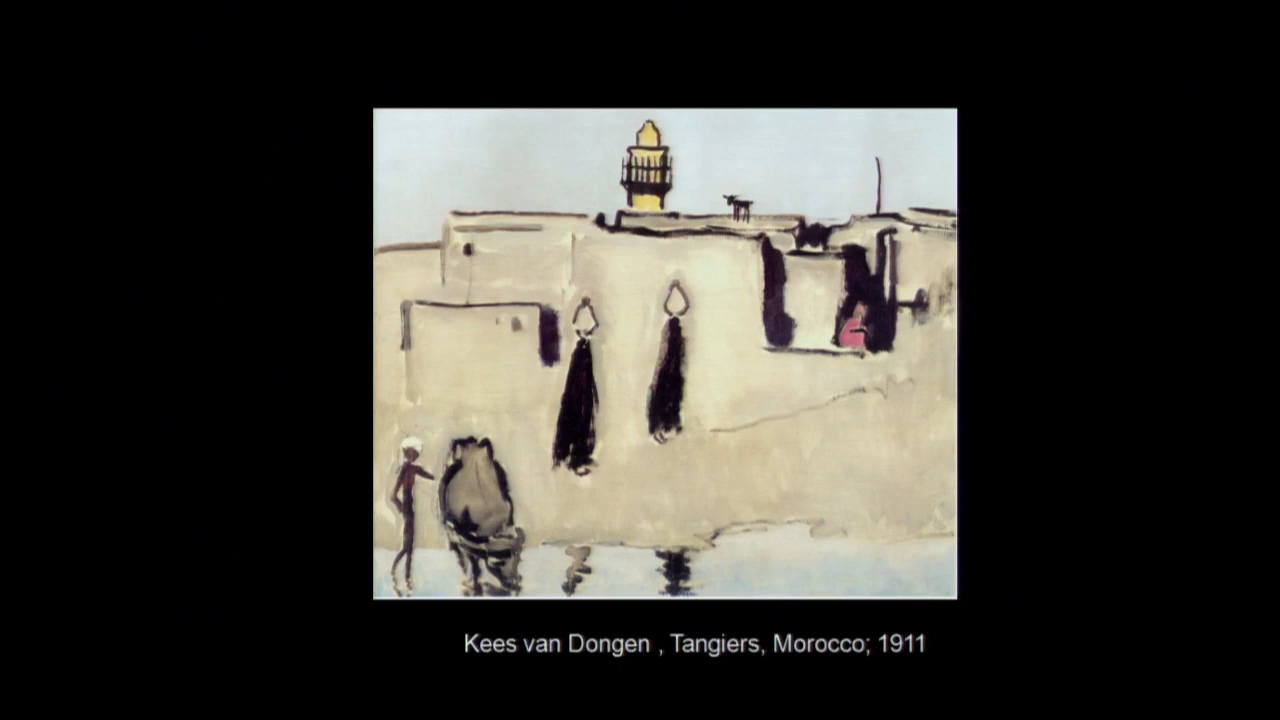 Kees van Dongen , Tangiers, Morocco; 1911